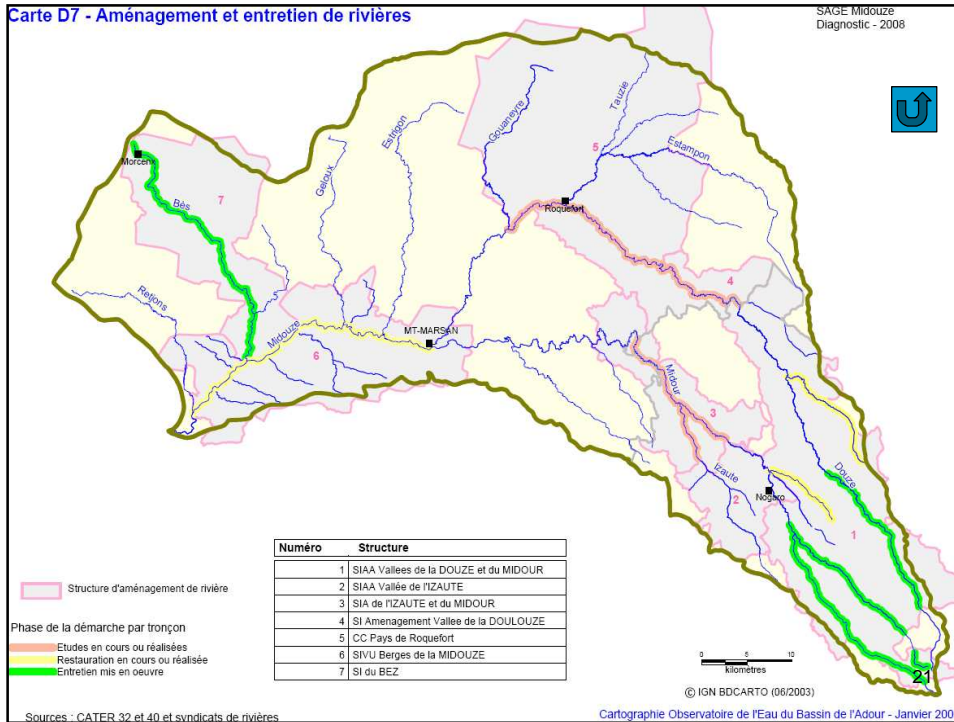 Carte D7 - Aménagement et entretien de rivières
SAGE Midouze
Diagnostic - 2008
Tauzie
Gouaneyre
Estrigon
Estampon
5
Geloux
Morcenx
7
Bès
Roquefort
4
Retjons
Midouze
MT-MARSAN
6
Midour
3
Izaute
Douze
2
Nogaro
1
21
Numéro Structure
1 SIAA Vallees de la DOUZE et du MIDOUR
2 SIAA Vallée de l'IZAUTE
3 SIA de l'IZAUTE et du MIDOUR
4 SI Amenagement Vallee de la DOULOUZE
5 CC Pays de Roquefort
6 SIVU Berges de la MIDOUZE
7 SI du BEZ
Structure d'aménagement de rivière
Phase de la démarche par tronçon
Etudes en cours ou réalisées
Restauration en cours ou réalisée
Entretien mis en oeuvre
0 5 10
kilomètres
© IGN BDCARTO (06/2003)
Sources : CATER 32 et 40 et syndicats de rivières
Cartographie Observatoire de l'Eau du Bassin de l'Adour - Janvier 200